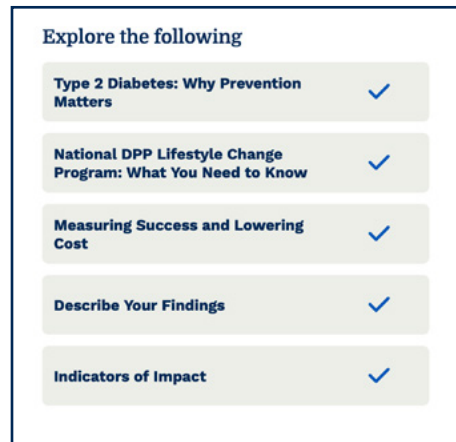 Explore the following
Type 2 Diabetes: Why Prevention
Matters
National DPP Lifestyle Change
Program: What You Need to Know
Measuring Success and Lowering
Cost
Describe Your Findings
Indicators of Impact